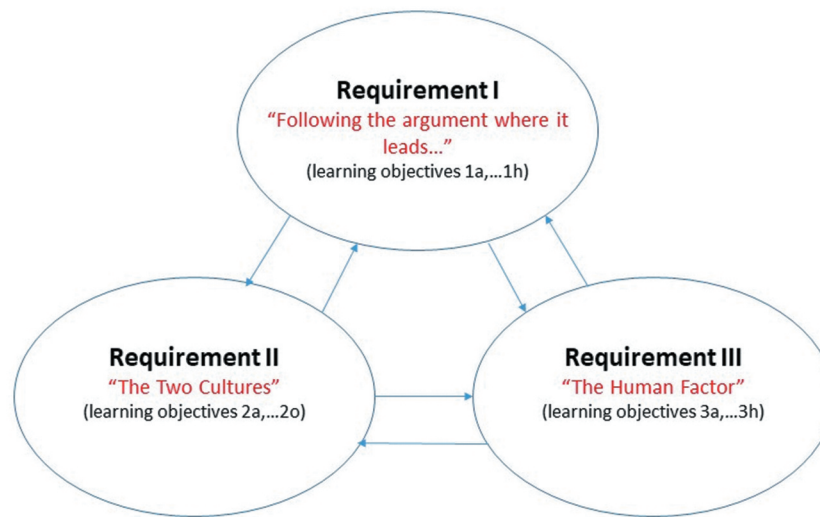 Requirement I
“Following the argument where it
leads...”
(learning objectives 1a,...1h)
Requirement II
“The Two Cultures”
(learning objectives 2a,...2o)
Requirement III
“The Human Factor”
(learning objectives 3a,...3h)